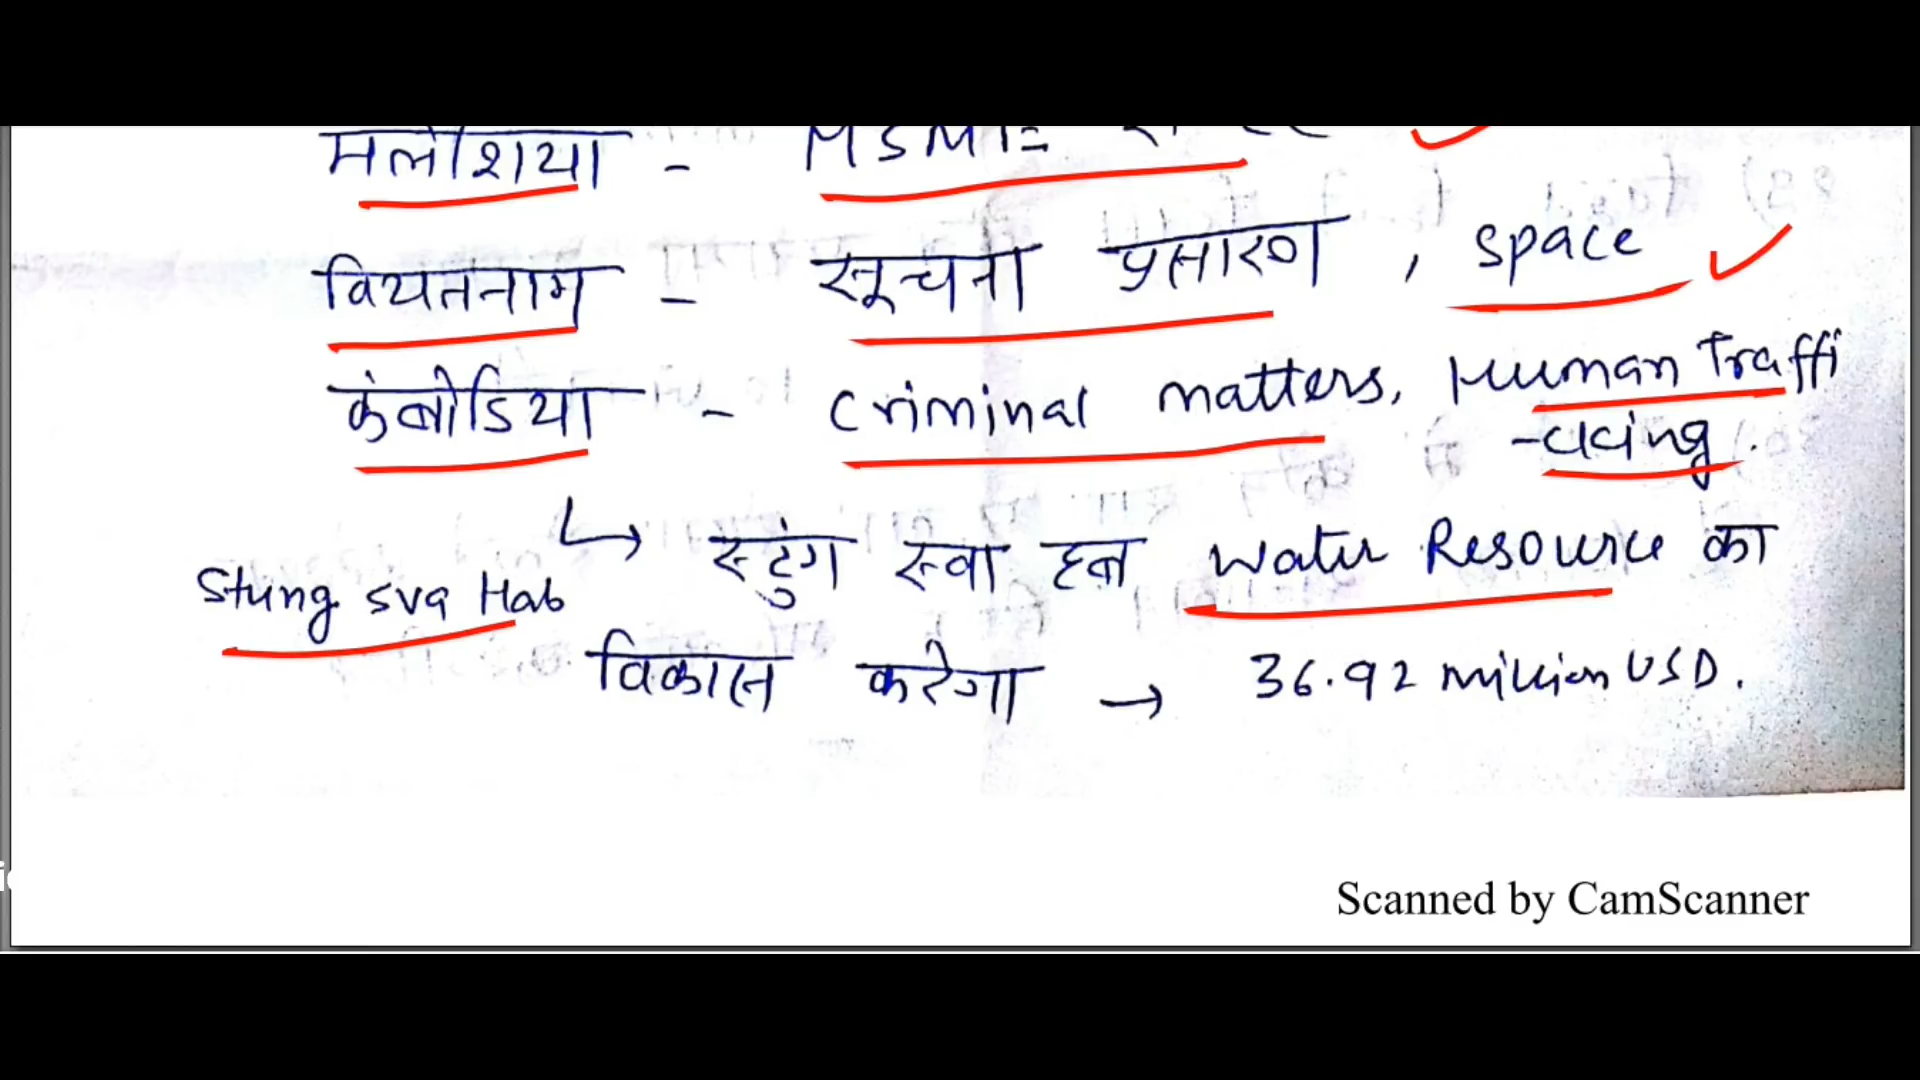 मलेशिया - MSME
वियतनाम - सूचना प्रसारण, space
कंबोडिया - criminal matters, Human Traffi
-cking.
↳ स्टुंग स्वा हब Water Resource का
Stung sva Hab
विकास करेगा → 36.92 million USD.
Scanned by CamScanner